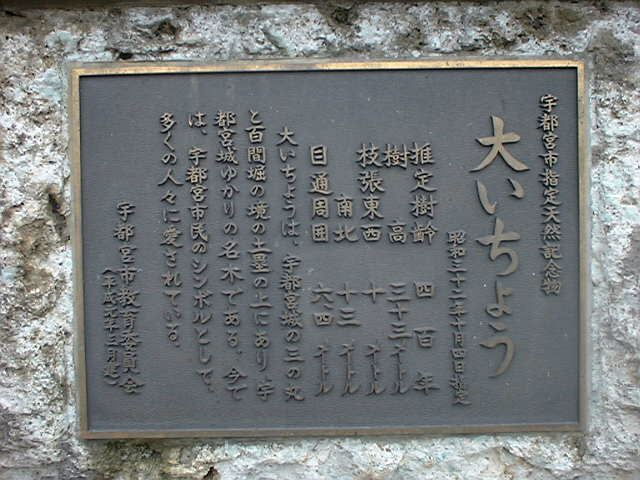 宇都宮市指定天然記念物
大いちょう
昭和三十二年十月四日指定
推定樹齢 四百年
樹高 三十三メートル
枝張東西 十メートル
南北 十三メートル
目通周囲 六・四メートル
大いちょうは、宇都宮城の三の丸
と百間堀の境の土塁の上にあり、宇
都宮城ゆかりの名木である。今で
は、宇都宮市民のシンボルとして、
多くの人々に愛されている。
宇都宮市教育委員会
(平成元年三月建)